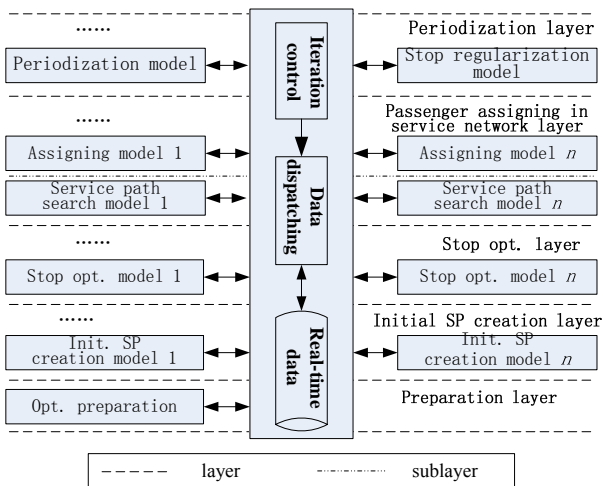 ...... Periodization layer
Periodization model
Iteration control
Stop regularization
model
...... Passenger assigning in
service network layer
Assigning model 1
Data dispatching
Assigning model n
Service path
search model 1
Service path
search model n
...... Stop opt. layer
Stop opt. model 1
Stop opt. model n
...... Initial SP creation layer
Init. SP
creation model 1
Real-time data
Init. SP
creation model n
Opt. preparation
Preparation layer
layer
sublayer